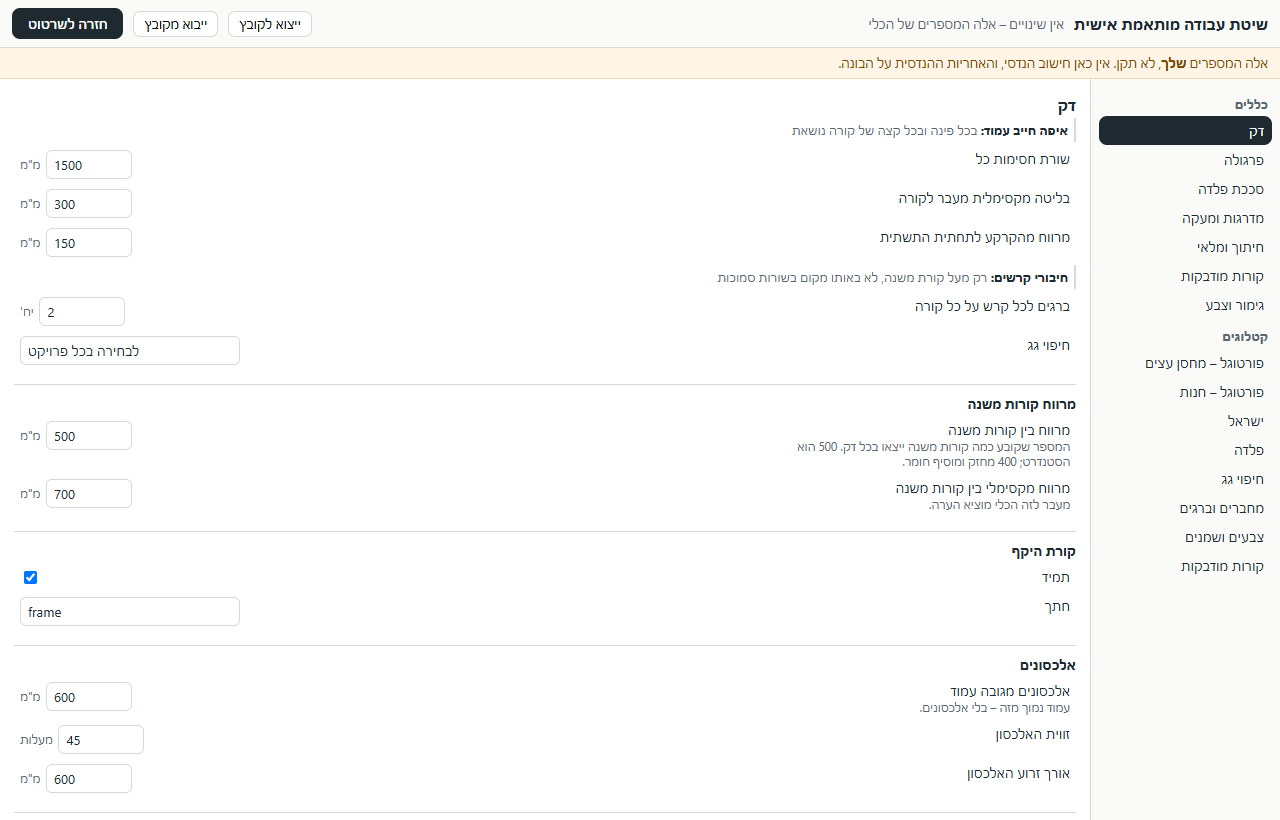 שיטת עבודה מותאמת אישית אין שינויים – אלה המספרים של הכלי ייצוא לקובץ ייבוא מקובץ חזרה לשרטוט
אלה המספרים שלך, לא תקן. אין כאן חישוב הנדסי, והאחריות ההנדסית על הבונה.
כללים
דק
פרגולה
סככת פלדה
מדרגות ומעקה
חיתוך ומלאי
קורות מודבקות
גימור וצבע
קטלוגים
פורטוגל – מחסן עצים
פורטוגל – חנות
ישראל
פלדה
חיפוי גג
מחברים וברגים
צבעים ושמנים
קורות מודבקות
דק
איפה חייב עמוד: בכל פינה ובכל קצה של קורה נושאת
שורת חסימות כל 1500 מ"מ
בליטה מקסימלית מעבר לקורה 300 מ"מ
מרווח מהקרקע לתחתית התשתית 150 מ"מ
חיבורי קרשים: רק מעל קורת משנה, לא באותו מקום בשורות סמוכות
ברגים לכל קרש על כל קורה 2 יח'
חיפוי גג לבחירה בכל פרויקט
מרווח קורות משנה
מרווח בין קורות משנה 500 מ"מ
המספר שקובע כמה קורות משנה ייצאו בכל דק. 500 הוא
הסטנדרט; 400 מחזק ומוסיף חומר.
מרווח מקסימלי בין קורות משנה 700 מ"מ
מעבר לזה הכלי מוציא הערה.
קורת היקף
תמיד
חתך frame
אלכסונים
אלכסונים מגובה עמוד 600 מ"מ
עמוד נמוך מזה – בלי אלכסונים.
זווית האלכסון 45 מעלות
אורך זרוע האלכסון 600 מ"מ